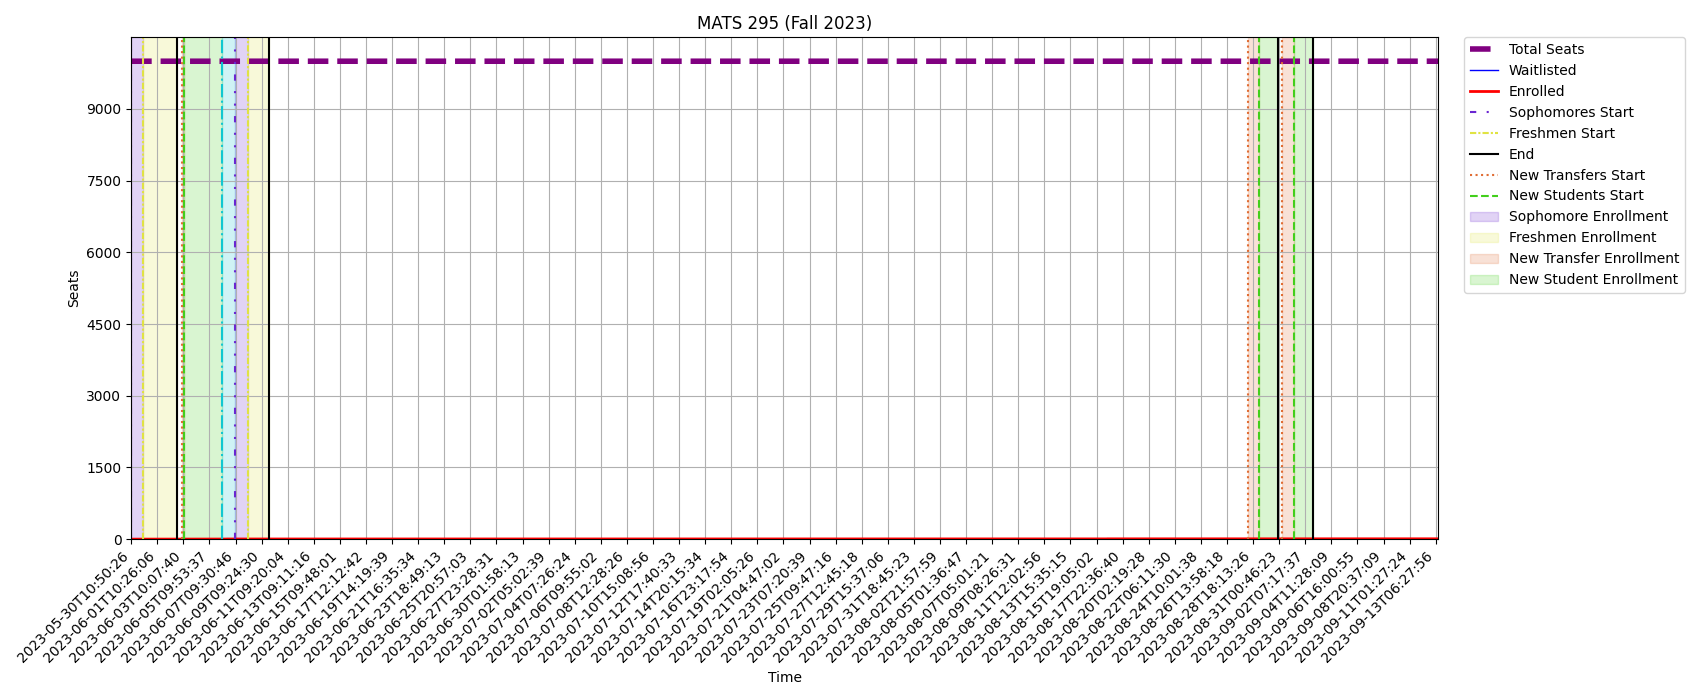 MATS 295 (Fall 2023)
Seats
9000
7500
6000
4500
3000
1500
0
2023-05-30T10:50:26
2023-06-01T10:26:06
2023-06-03T10:07:40
2023-06-05T09:53:37
2023-06-07T09:30:46
2023-06-09T09:24:30
2023-06-11T09:20:04
2023-06-13T09:11:16
2023-06-15T09:48:01
2023-06-17T12:12:42
2023-06-19T14:19:39
2023-06-21T16:35:34
2023-06-23T18:49:13
2023-06-25T20:57:03
2023-06-27T23:28:31
2023-06-30T01:58:13
2023-07-02T05:02:39
2023-07-04T07:26:24
2023-07-06T09:55:02
2023-07-08T12:28:26
2023-07-10T15:08:56
2023-07-12T17:40:33
2023-07-14T20:15:34
2023-07-16T23:17:54
2023-07-19T02:05:26
2023-07-21T04:47:02
2023-07-23T07:20:39
2023-07-25T09:47:16
2023-07-27T12:45:18
2023-07-29T15:37:06
2023-07-31T18:45:23
2023-08-02T21:57:59
2023-08-05T01:36:47
2023-08-07T05:01:21
2023-08-09T08:26:31
2023-08-11T12:02:56
2023-08-13T15:35:15
2023-08-15T19:05:02
2023-08-17T22:36:40
2023-08-20T02:19:28
2023-08-22T06:11:30
2023-08-24T10:01:38
2023-08-26T13:58:18
2023-08-28T18:13:26
2023-08-31T00:46:23
2023-09-02T07:17:37
2023-09-04T11:28:09
2023-09-06T16:00:55
2023-09-08T20:37:09
2023-09-11T01:27:24
2023-09-13T06:27:56
Time
Total Seats
Waitlisted
Enrolled
Sophomores Start
Freshmen Start
End
New Transfers Start
New Students Start
Sophomore Enrollment
Freshmen Enrollment
New Transfer Enrollment
New Student Enrollment